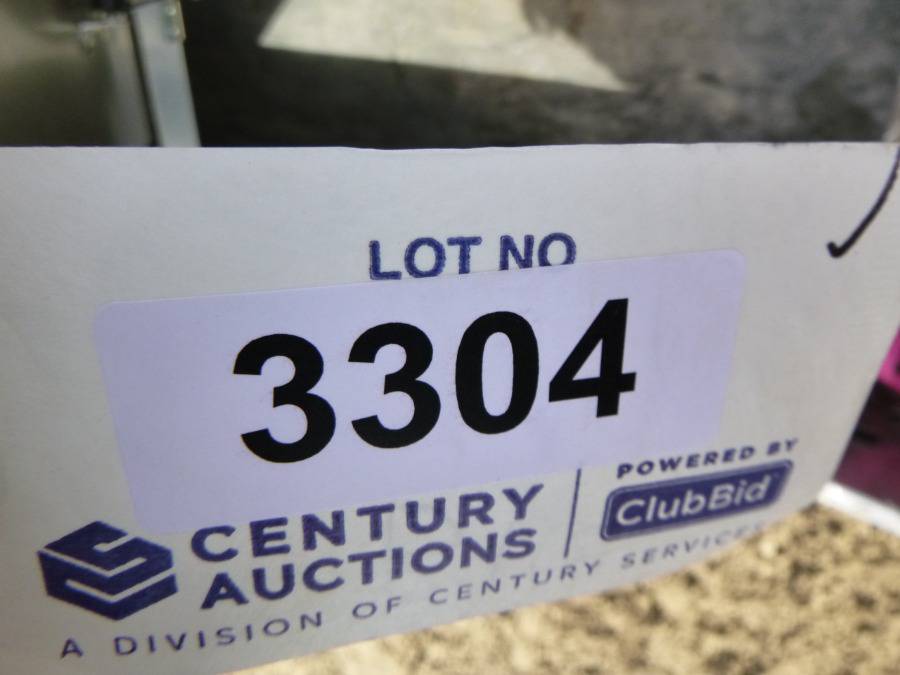 LOT NO
3304
CENTURY
AUCTIONS
POWERED BY
ClubBid
A DIVISION OF CENTURY SERVICES